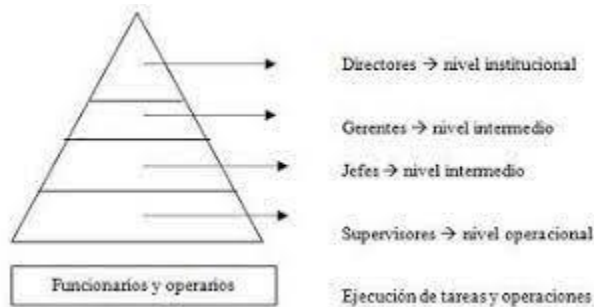 Directores → nivel institucional
Gerentes → nivel intermedio
Jefes → nivel intermedio
Supervisores → nivel operacional
Funcionarios y operarios
Ejecución de tareas y operaciones